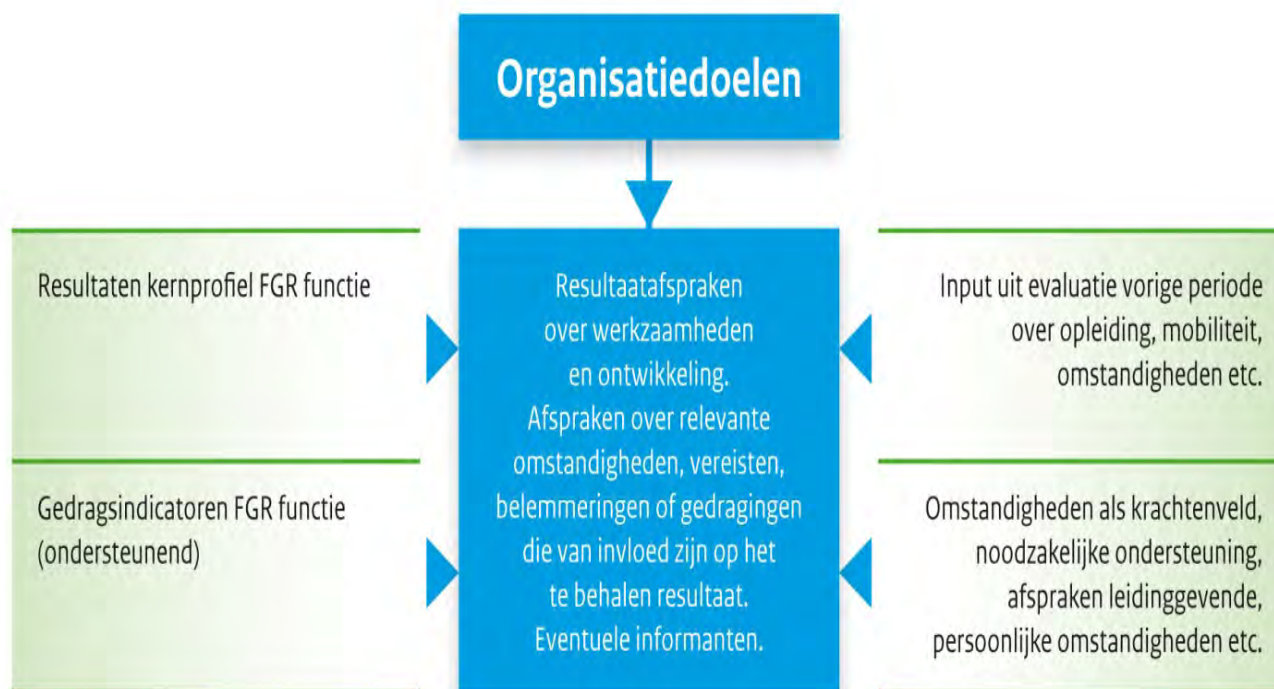 Organisatiedoelen
Resultaten kernprofiel FGR functie
Gedragsindicatoren FGR functie
(ondersteunend)
Resultaatafspraken
over werkzaamheden
en ontwikkeling.
Afspraken over relevante
omstandigheden, vereisten,
belemmeringen of gedragingen
die van invloed zijn op het
te behalen resultaat.
Eventuele informanten.
Input uit evaluatie vorige periode
over opleiding, mobiliteit,
omstandigheden etc.
Omstandigheden als krachtenveld,
noodzakelijke ondersteuning,
afspraken leidinggevende,
persoonlijke omstandigheden etc.